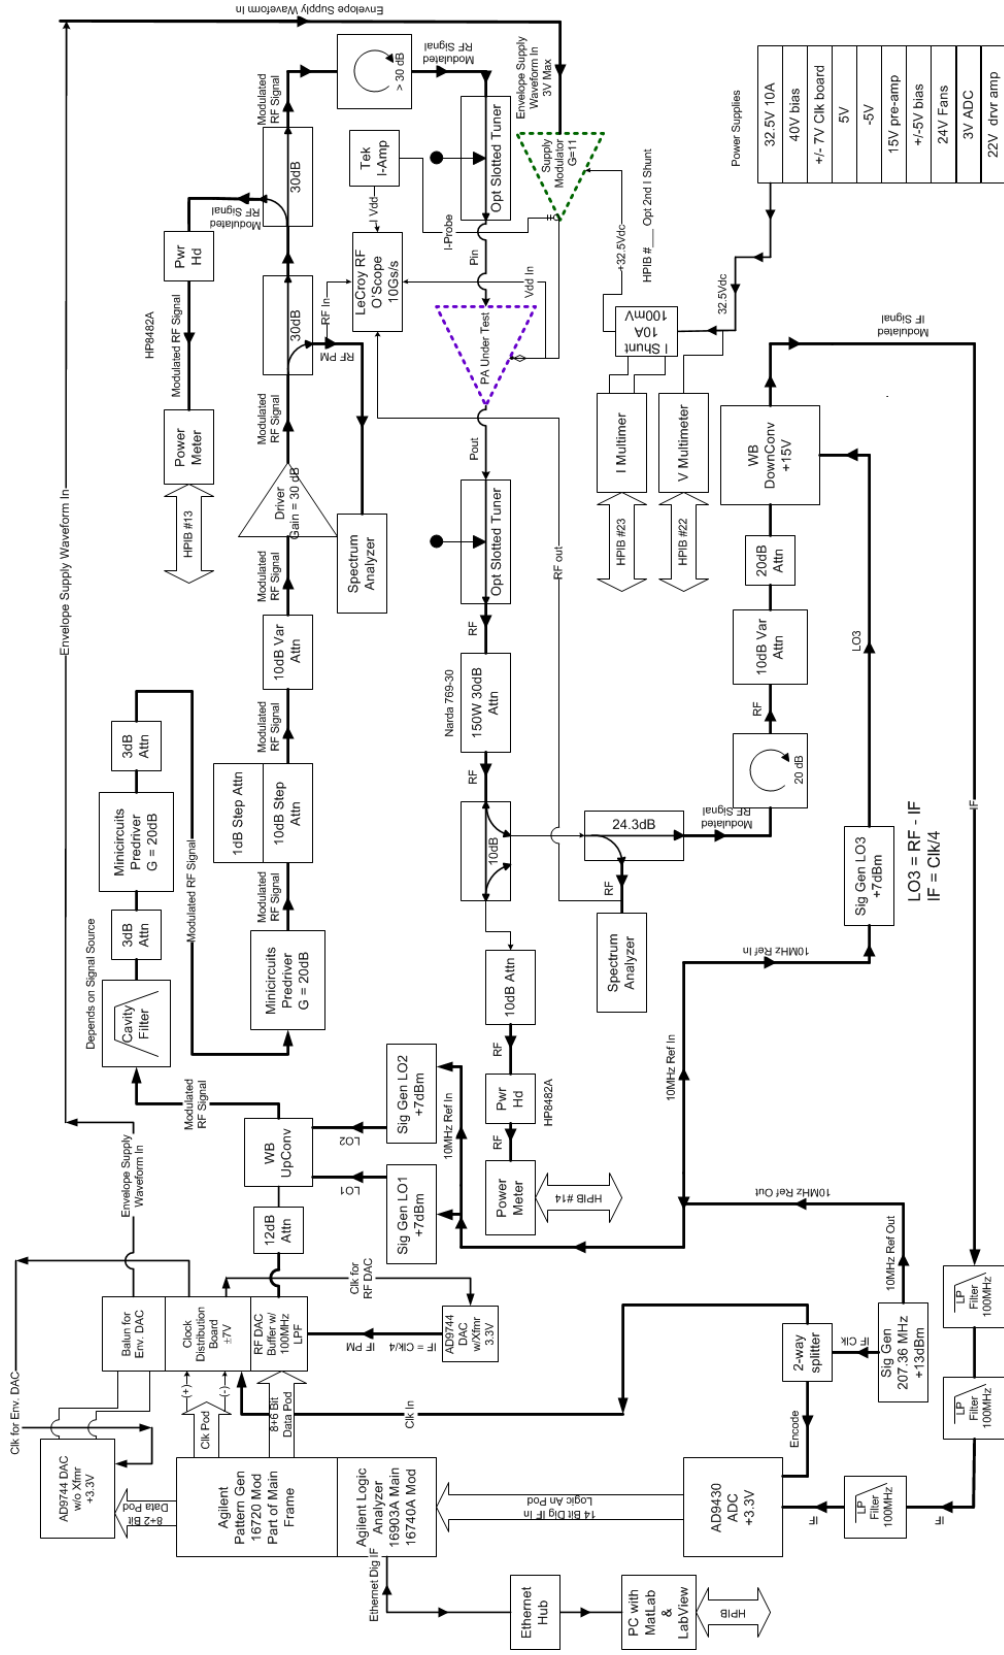 Envelope Supply
Waveform In
Envelope Supply Waveform In
Modulated
RF Signal
> 30 dB
Modulated
RF Signal
Envelope Supply
Waveform In
3V Max
Supply
Modulator
G=11
Opt Slotted Tuner
Tek
I-Amp
I Vdd
I-Probe
LeCroy RF
O'Scope
10Gs/s
RF In
RF PM
Vdd In
Pin
PA Under Test
Pout
30dB
Modulated
RF Signal
30dB
Modulated
RF Signal
Pwr
Hd
HP8482A
Modulated RF Signal
Power
Meter
HPIB #13
Modulated
RF Signal
Driver
Gain = 30 dB
Spectrum
Analyzer
Modulated
RF Signal
10dB Var
Attn
Modulated
RF Signal
1dB Step Attn
10dB Step
Attn
Modulated
RF Signal
Minicircuits
Predriver
G = 20dB
Modulated RF Signal
3dB
Attn
Minicircuits
Predriver
G = 20dB
3dB
Attn
Depends on Signal Source
Cavity
Filter
Modulated
RF Signal
WB
UpConv
LO2
LO1
Sig Gen LO2
+7dBm
Sig Gen LO1
+7dBm
10MHz Ref In
12dB
Attn
Envelope Supply
Waveform In
Balun for
Env. DAC
Clock
Distribution
Board
±7V
RF DAC
Buffer w/
100MHz
LPF
Clk for
RF DAC
IF PM
IF = Clk/4
AD9744
DAC
w/Xfmr
3.3V
Clk for Env. DAC
AD9744 DAC
w/o Xfmr
+3.3V
8+2 Bit
Data Pod
(+)
(-)
Clk Pod
8+6 Bit
Data Pod
Clk In
Agilent
Pattern Gen
16720 Mod
Part of Main
Frame
Agilent Logic
Analyzer
16903A Main
16740A Mod
Ethernet Dig IF
Ethernet
Hub
PC with
MatLab
&
LabView
HPIB
14 Bit Dig IF In
Logic An Pod
AD9430
ADC
+3.3V
Encode
2-way
splitter
IF Clk
Sig Gen
207.36 MHz
+13dBm
10MHz Ref Out
10MHz Ref Out
IF
LP
Filter
100MHz
IF
LP
Filter
100MHz
LP
Filter
100MHz
IF
10MHz Ref In
10MHz Ref In
Sig Gen LO3
+7dBm
LO3 = RF - IF
IF = Clk/4
LO3
Opt Slotted Tuner
RF
Narda 769-30
150W 30dB
Attn
RF
10dB
10dB Attn
RF
Pwr
Hd
HP8482A
RF
Power
Meter
HPIB #14
24.3dB
RF
Spectrum
Analyzer
RF out
Modulated
RF Signal
20 dB
RF
10dB Var
Attn
20dB
Attn
WB
DownConv
+15V
Modulated
IF Signal
I Multimer
HPIB #23
V Multimeter
HPIB #22
I Shunt
10A
100mV
+32.5Vdc
HPIB #___ Opt 2nd I Shunt
32.5Vdc
Power Supplies
32.5V 10A
40V bias
+/- 7V Clk board
5V
-5V
15V pre-amp
+/-5V bias
24V Fans
3V ADC
22V drvr amp